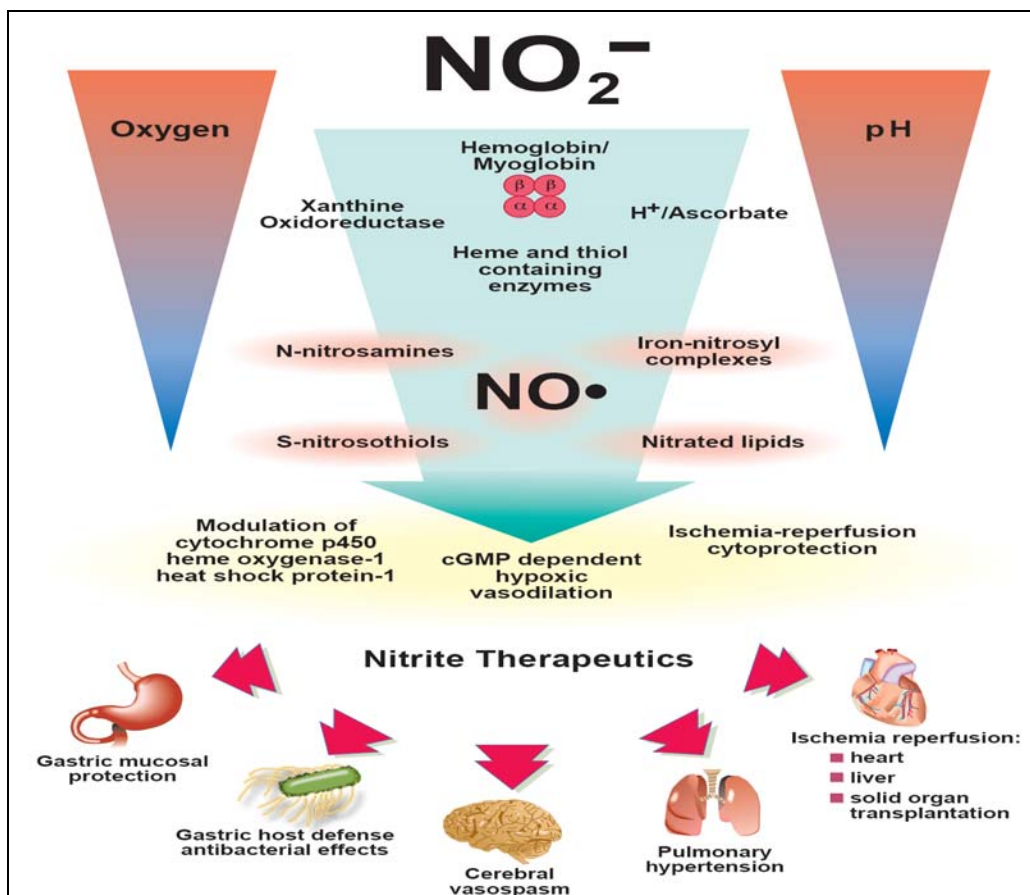 NO₂⁻
Oxygen
pH
Hemoglobin/
Myoglobin
β β
α α
Xanthine
Oxidoreductase
H⁺/Ascorbate
Heme and thiol
containing
enzymes
N-nitrosamines
Iron-nitrosyl
complexes
NO•
S-nitrosothiols
Nitrated lipids
Modulation of
cytochrome p450
heme oxygenase-1
heat shock protein-1
cGMP dependent
hypoxic
vasodilation
Ischemia-reperfusion
cytoprotection
Nitrite Therapeutics
Gastric mucosal
protection
Gastric host defense
antibacterial effects
Cerebral
vasospasm
Pulmonary
hypertension
Ischemia reperfusion:
heart
liver
solid organ
transplantation